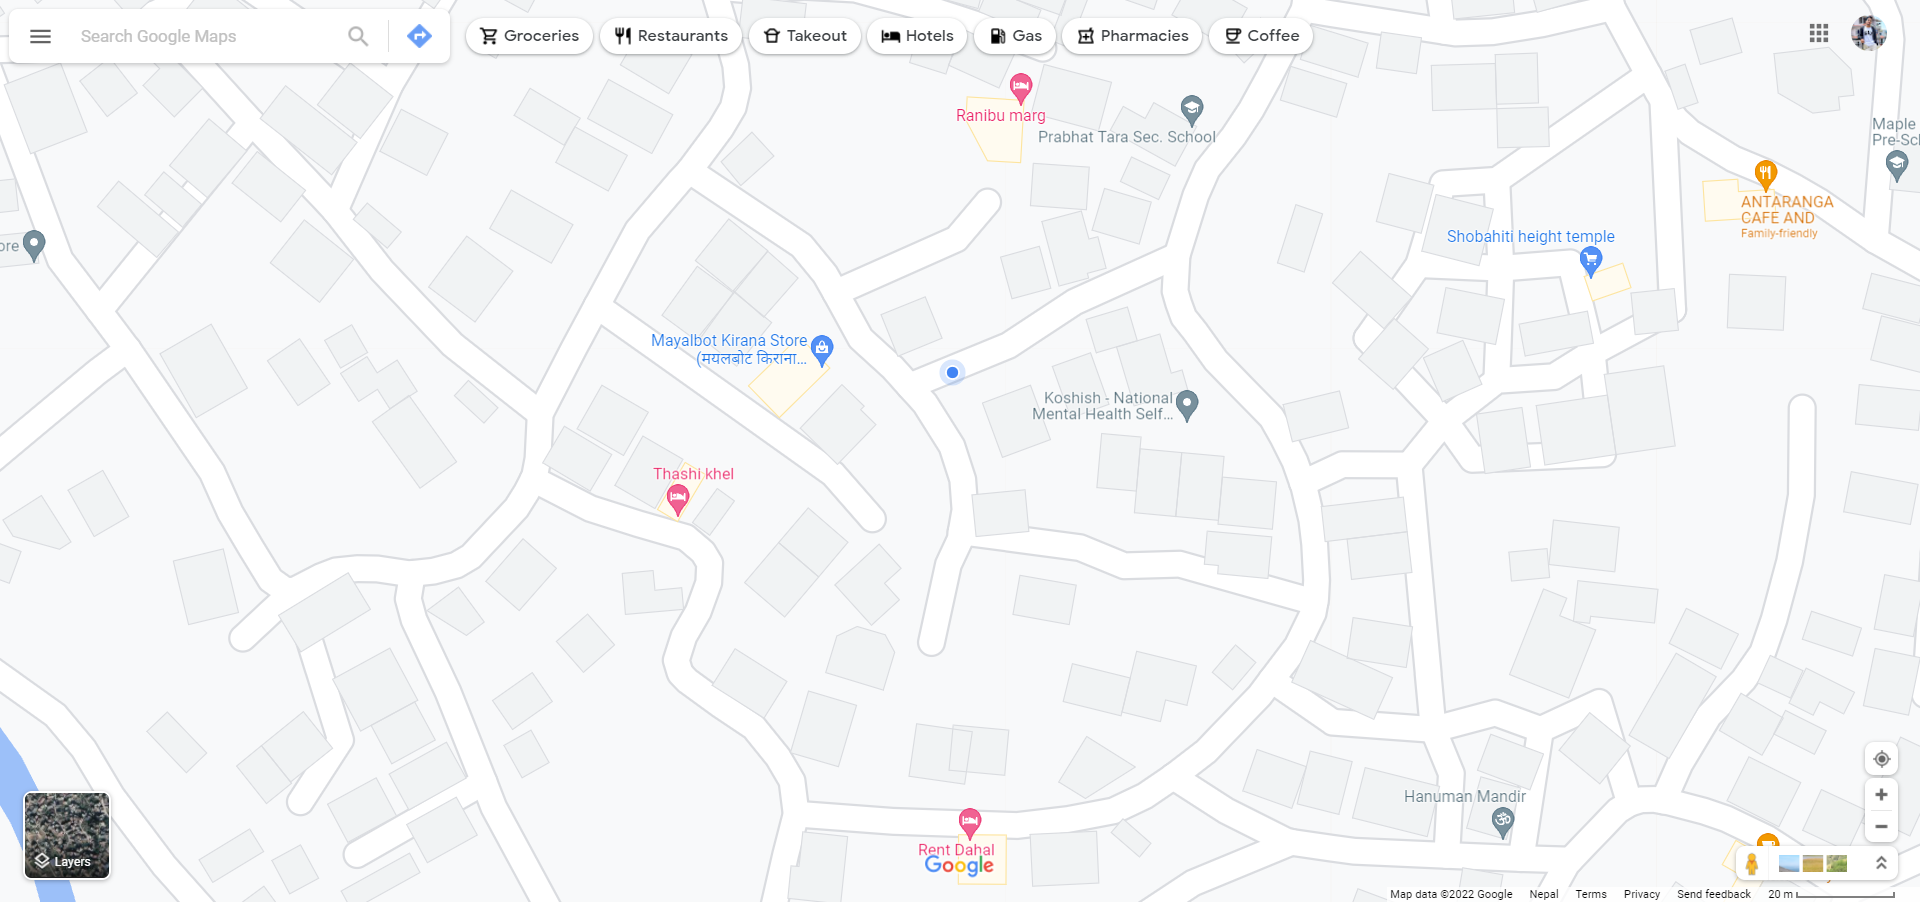 Search Google Maps
Groceries
Restaurants
Takeout
Hotels
Gas
Pharmacies
Coffee
Ranibu marg
Prabhat Tara Sec. School
Maple
Pre-Sch
ANTARANGA
CAFE AND
Family-friendly
Shobahiti height temple
ore
Mayalbot Kirana Store
(मयलबोट किराना...
Koshish - National
Mental Health Self...
Thashi khel
Hanuman Mandir
Rent Dahal
Google
Layers
Map data ©2022 Google
Nepal
Terms
Privacy
Send feedback
20 m